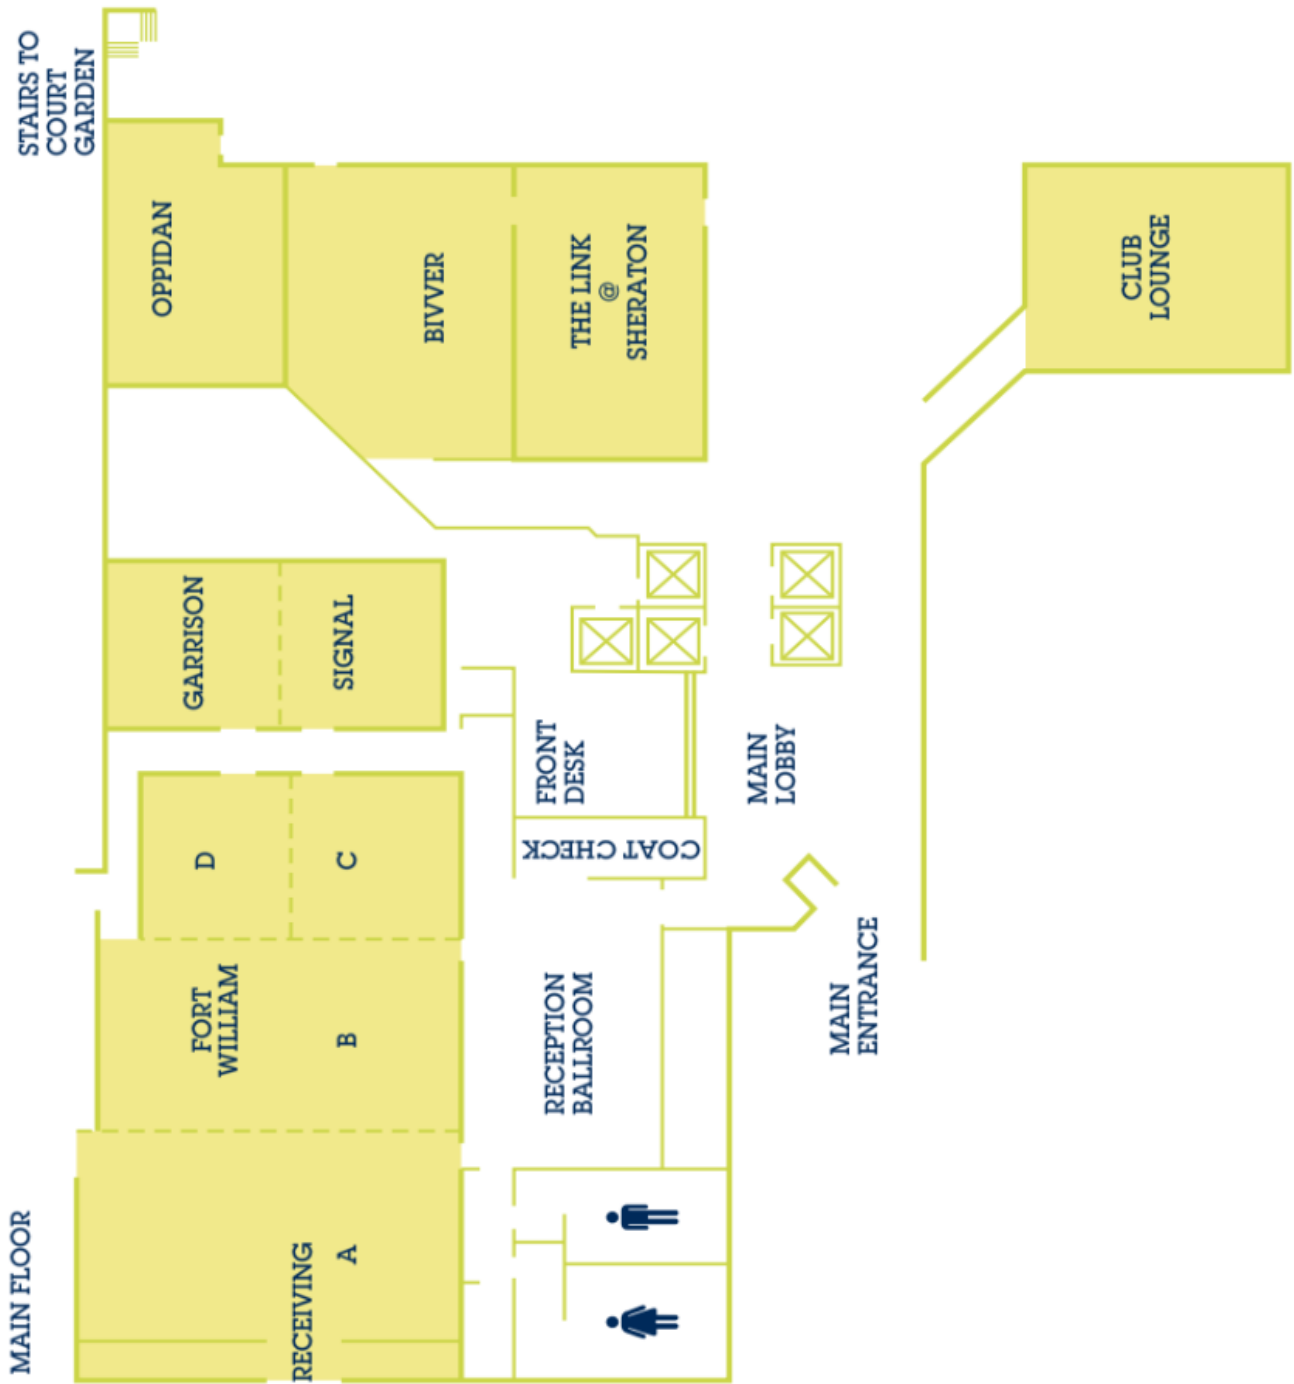 MAIN FLOOR
STAIRS TO
COURT
GARDEN
RECEIVING
A
FORT
WILLIAM
B
D
C
GARRISON
SIGNAL
OPPIDAN
BIVVER
THE LINK
@
SHERATON
RECEPTION
BALLROOM
COAT CHECK
FRONT
DESK
MAIN
LOBBY
MAIN
ENTRANCE
CLUB
LOUNGE